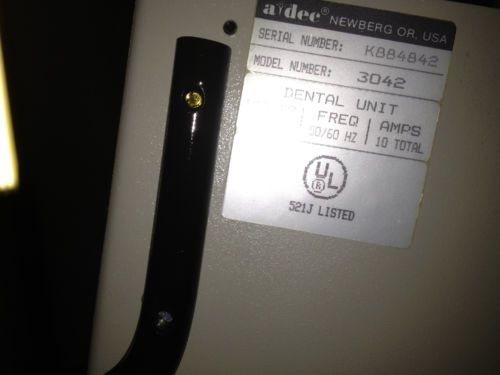 a·dec NEWBERG OR, USA
SERIAL NUMBER: K884842
MODEL NUMBER: 3042
DENTAL UNIT
FREQ AMPS
50/60 HZ 10 TOTAL
UL
521J LISTED